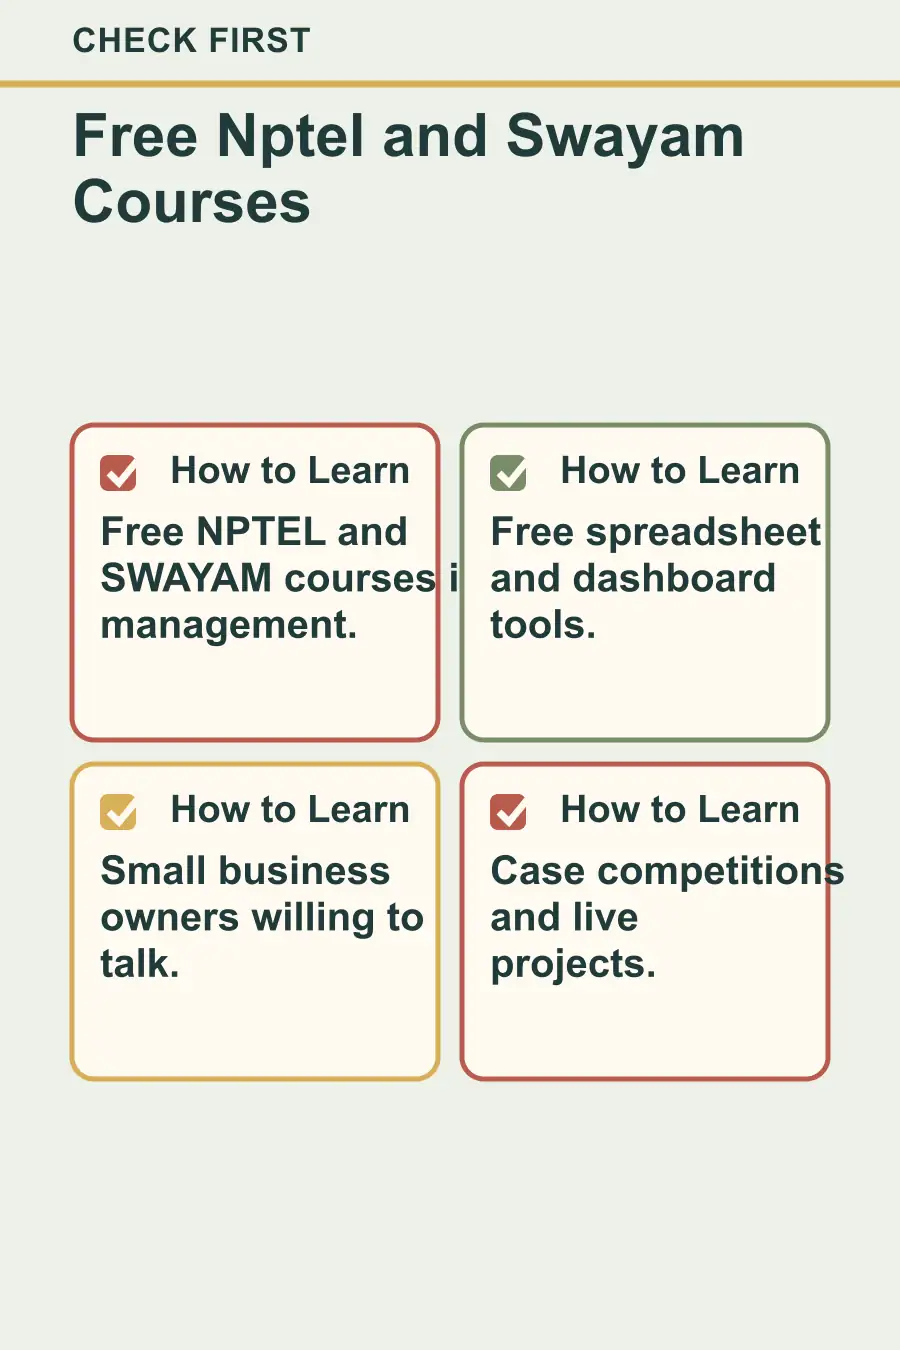 CHECK FIRST
Free Nptel and Swayam
Courses
How to Learn
Free NPTEL and
SWAYAM courses i
management.
How to Learn
Free spreadsheet
and dashboard
tools.
How to Learn
Small business
owners willing to
talk.
How to Learn
Case competitions
and live
projects.